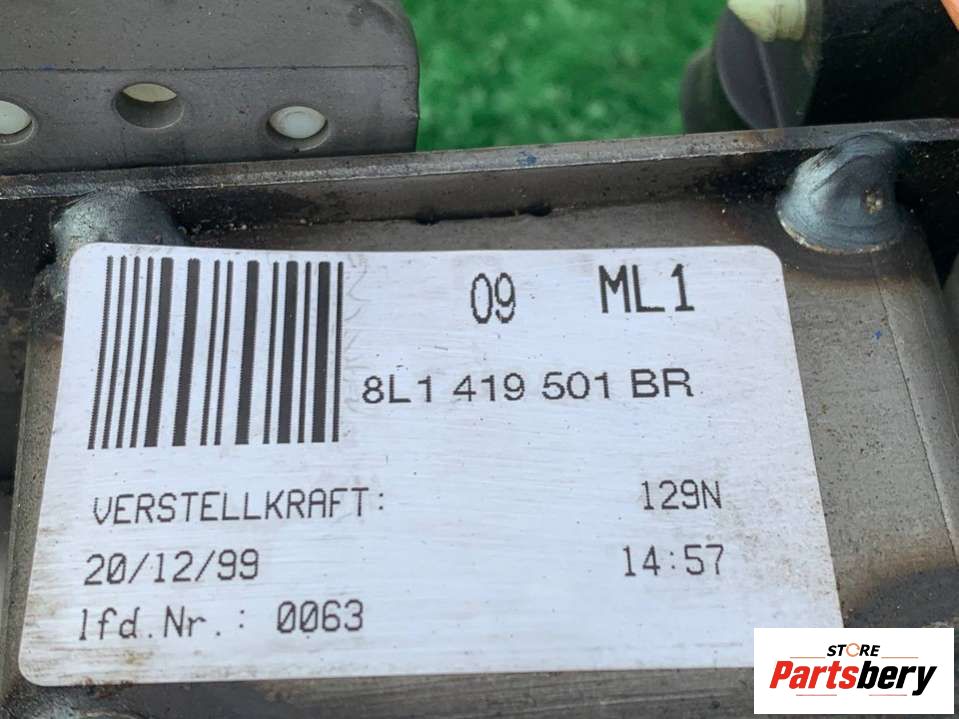 09 ML1
8L1 419 501 BR
VERSTELLKRAFT: 129N
20/12/99 14:57
lfd.Nr.: 0063
STORE
Partsbery